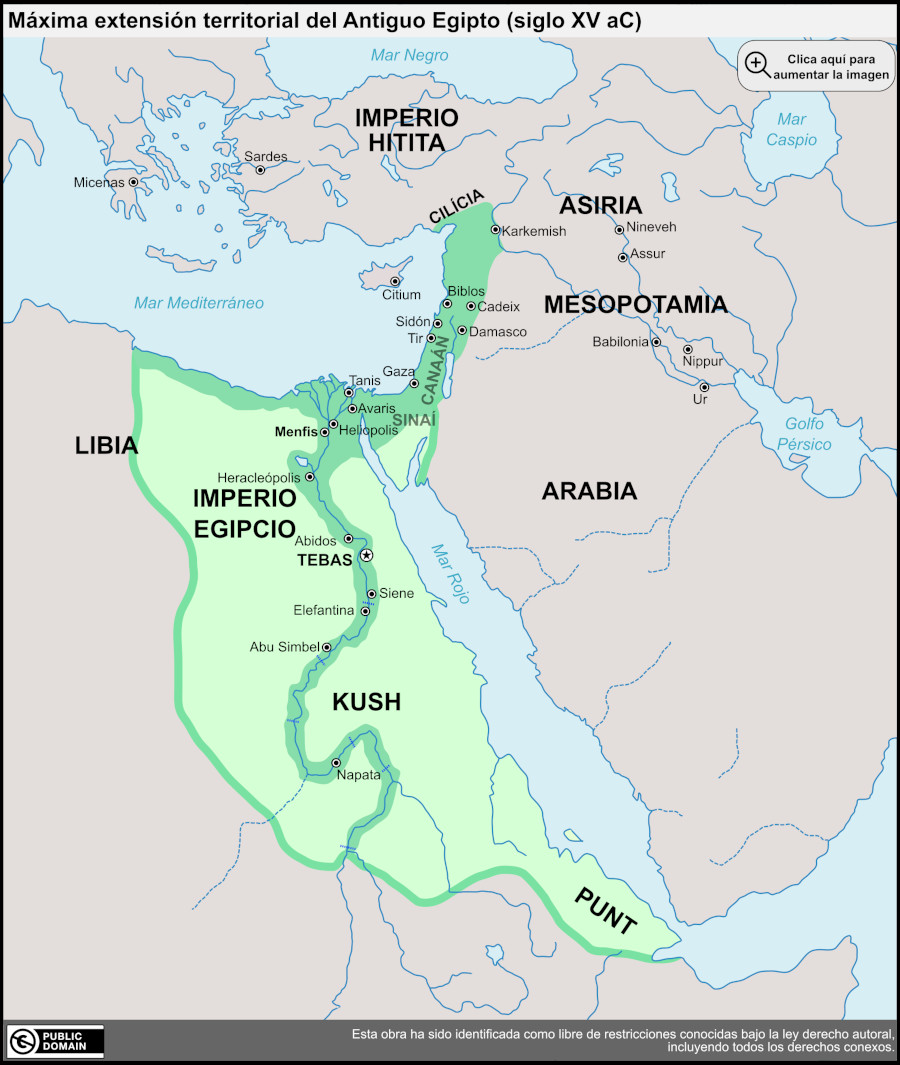 Máxima extensión territorial del Antiguo Egipto (siglo XV aC)
Mar Negro
Clica aquí para
aumentar la imagen
IMPERIO
HITITA
Mar
Caspio
Sardes
Micenas
CILÍCIA
ASIRIA
Karkemish
Nineveh
Assur
Citium
Biblos
Cadeix
Mar Mediterráneo
MESOPOTAMIA
Sidón
Tir
Damasco
Babilonia
Nippur
CANAÁN
Gaza
Tanis
Ur
Avaris
SINAÍ
Golfo
Pérsico
Menfis
Heliopolis
LIBIA
Heracleópolis
IMPERIO
EGIPCIO
ARABIA
Abidos
TEBAS
Mar Rojo
Siene
Elefantina
Abu Simbel
KUSH
Napata
PUNT
PUBLIC
DOMAIN
Esta obra ha sido identificada como libre de restricciones conocidas bajo la ley derecho autoral,
incluyendo todos los derechos conexos.